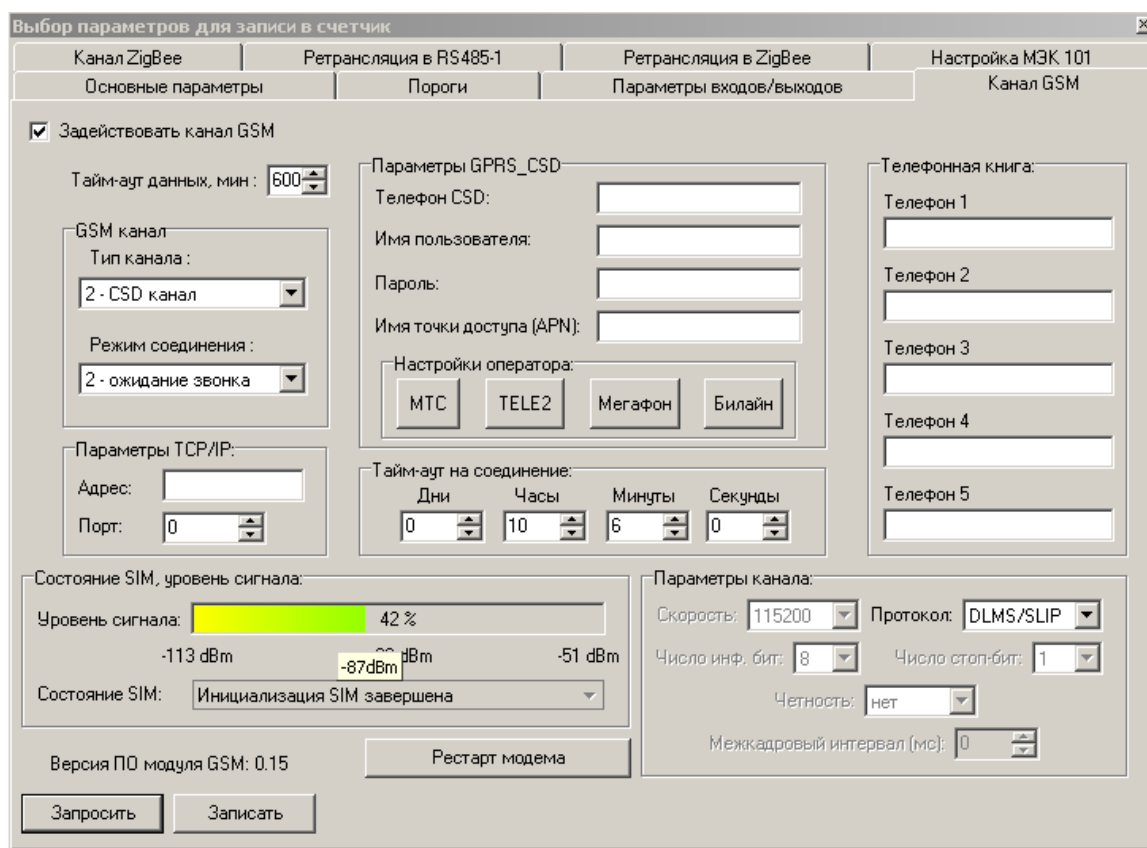 Выбор параметров для записи в счетчик
Канал ZigBee
Ретрансляция в RS485-1
Ретрансляция в ZigBee
Настройка МЭК 101
Основные параметры
Пороги
Параметры входов/выходов
Канал GSM
Задействовать канал GSM
Тайм-аут данных, мин : 600
GSM канал
Тип канала :
2 - CSD канал
Режим соединения :
2 - ожидание звонка
Параметры TCP/IP:
Адрес:
Порт: 0
Параметры GPRS_CSD
Телефон CSD:
Имя пользователя:
Пароль:
Имя точки доступа (APN):
Настройки оператора:
МТС TELE2 Мегафон Билайн
Тайм-аут на соединение:
Дни Часы Минуты Секунды
0 10 6 0
Телефонная книга:
Телефон 1
Телефон 2
Телефон 3
Телефон 4
Телефон 5
Состояние SIM, уровень сигнала:
Уровень сигнала: 42 %
-113 dBm dBm -51 dBm
-87dBm
Состояние SIM: Инициализация SIM завершена
Параметры канала:
Скорость: 115200 Протокол: DLMS/SLIP
Число инф. бит: 8 Число стоп-бит: 1
Четность: нет
Межкадровый интервал (мс): 0
Версия ПО модуля GSM: 0.15
Рестарт модема
Запросить Записать